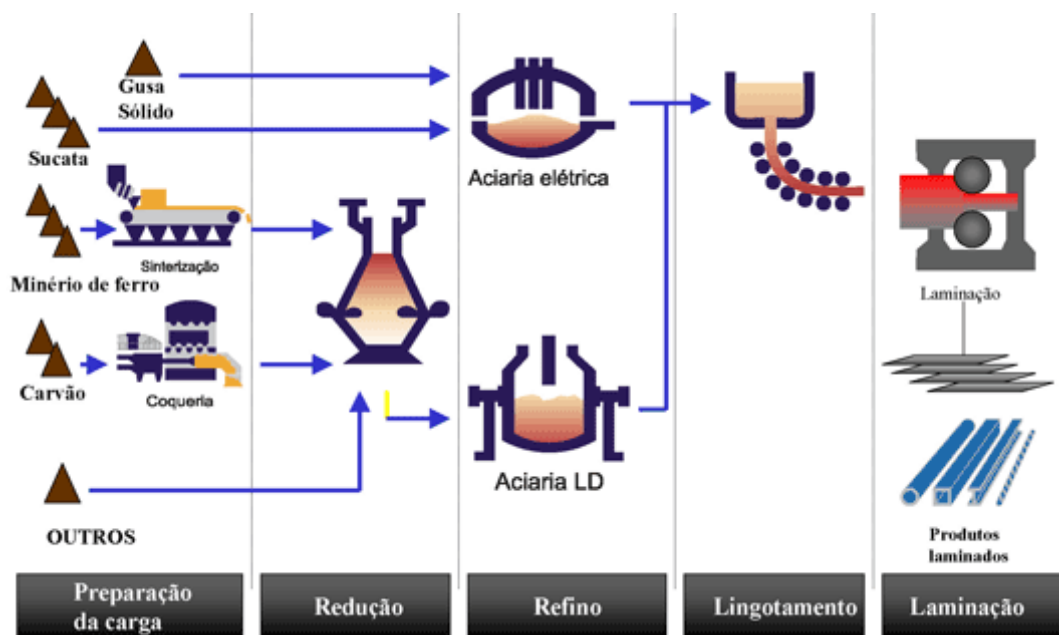 Gusa
Sólido
Sucata
Aciaria elétrica
Sinterização
Minério de ferro
Laminação
Carvão
Coqueria
Aciaria LD
OUTROS
Produtos
laminados
Preparação
da carga
Redução
Refino
Lingotamento
Laminação